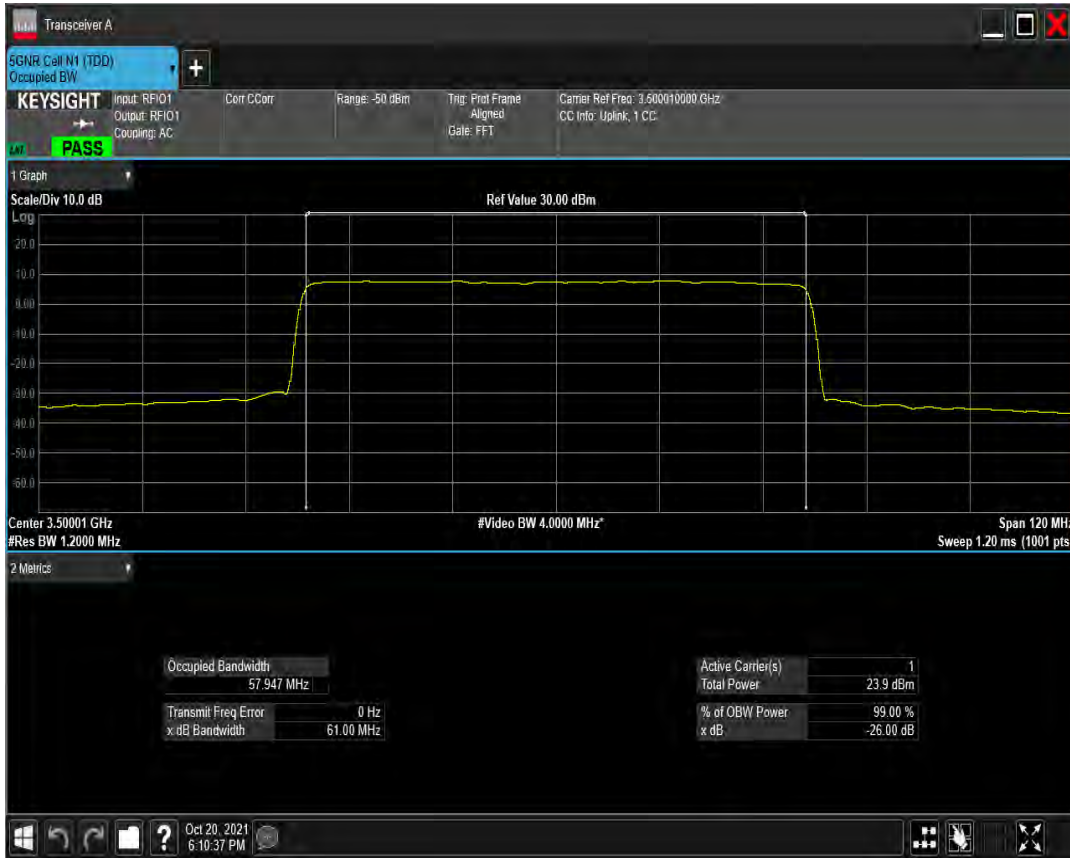 Transceiver A
5GNR Cell N1 (TDD)
Occupied BW
+
KEYSIGHT
Input: RFIO1
Output: RFIO1
Coupling: AC
Corr CCorr
Range: -50 dBm
Trig: Prot Frame
Aligned
Gate: FFT
Carrier Ref Freq: 3.500010000 GHz
CC Info: Uplink, 1 CC
PASS
1 Graph
Scale/Div 10.0 dB
Ref Value 30.00 dBm
Log
20.0
10.0
0.00
-10.0
-20.0
-30.0
-40.0
-50.0
-60.0
Center 3.50001 GHz
#Video BW 4.0000 MHz*
Span 120 MHz
#Res BW 1.2000 MHz
Sweep 1.20 ms (1001 pts
2 Metrics
Occupied Bandwidth
57.947 MHz
Transmit Freq Error 0 Hz
x dB Bandwidth 61.00 MHz
Active Carrier(s) 1
Total Power 23.9 dBm
% of OBW Power 99.00 %
x dB -26.00 dB
?
Oct 20, 2021
6:10:37 PM